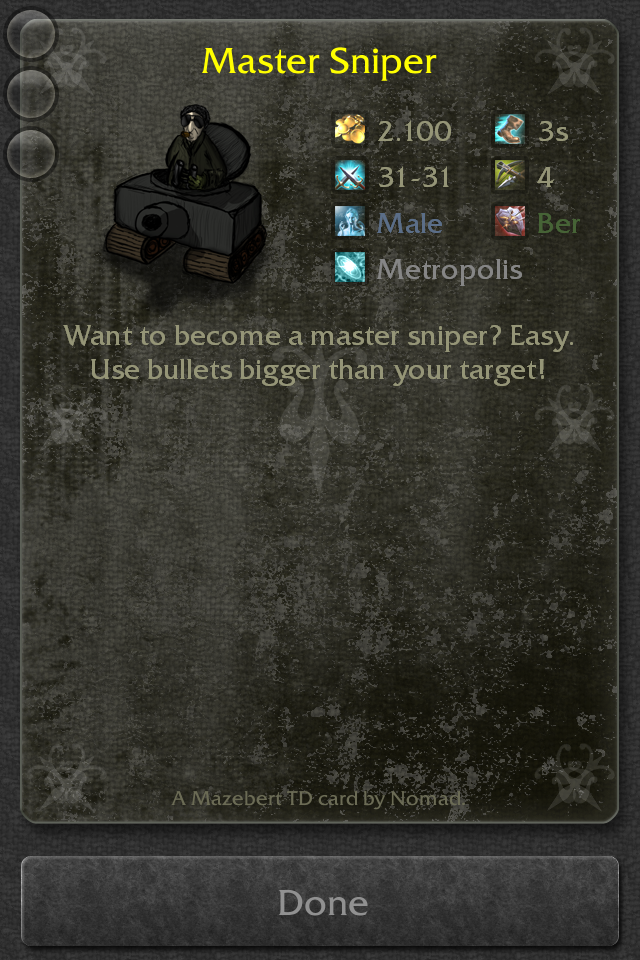 Master Sniper
2.100 3s
31-31 4
Male Ber
Metropolis
Want to become a master sniper? Easy.
Use bullets bigger than your target!
A Mazebert TD card by Nomad.
Done